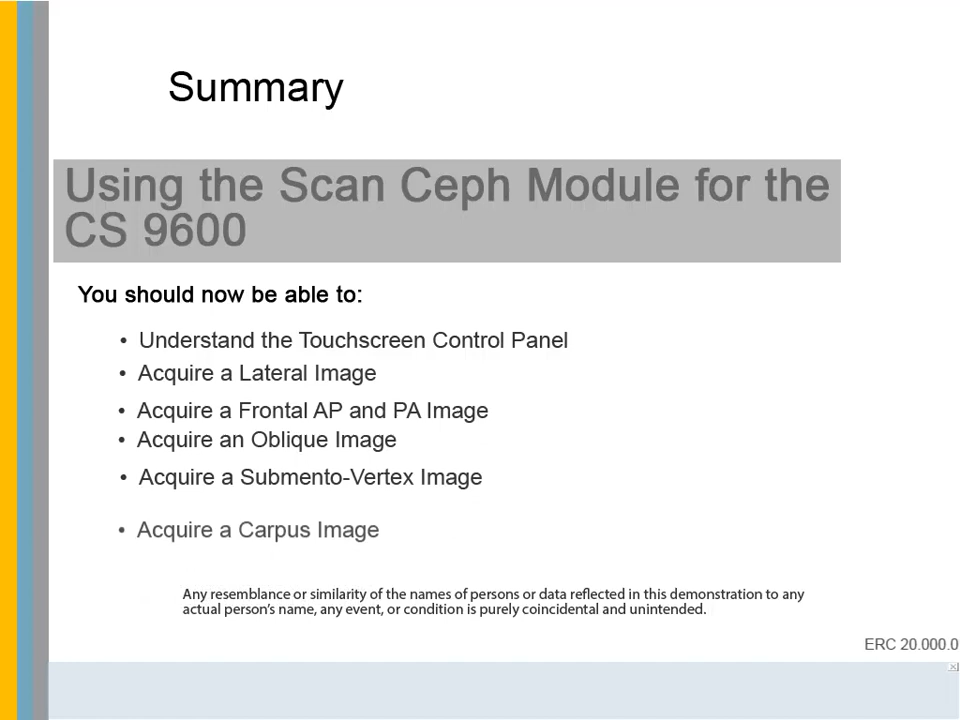 Summary
Using the Scan Ceph Module for the
CS 9600
You should now be able to:
• Understand the Touchscreen Control Panel
• Acquire a Lateral Image
• Acquire a Frontal AP and PA Image
• Acquire an Oblique Image
• Acquire a Submento-Vertex Image
• Acquire a Carpus Image
Any resemblance or similarity of the names of persons or data reflected in this demonstration to any
actual person's name, any event, or condition is purely coincidental and unintended.
ERC 20.000.0